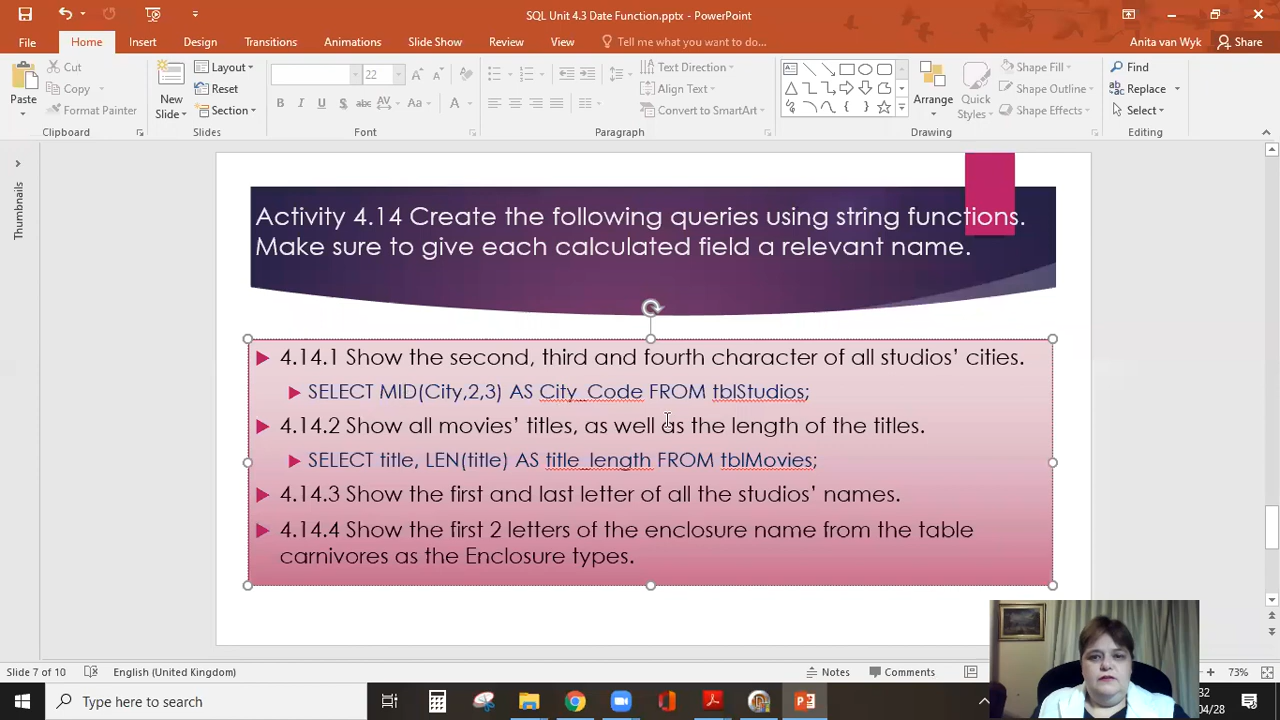 SQL Unit 4.3 Date Function.pptx - PowerPoint
File Home Insert Design Transitions Animations Slide Show Review View Tell me what you want to do... Anita van Wyk Share
Paste
Cut
Copy
Format Painter
Clipboard
New Slide
Layout
Reset
Section
Slides
22
Font
Paragraph
Text Direction
Align Text
Convert to SmartArt
Arrange
Quick Styles
Shape Fill
Shape Outline
Shape Effects
Drawing
Find
Replace
Select
Editing
Thumbnails
Activity 4.14 Create the following queries using string functions.
Make sure to give each calculated field a relevant name.
4.14.1 Show the second, third and fourth character of all studios’ cities.
SELECT MID(City,2,3) AS City_Code FROM tblStudios;
4.14.2 Show all movies’ titles, as well as the length of the titles.
SELECT title, LEN(title) AS title_length FROM tblMovies;
4.14.3 Show the first and last letter of all the studios’ names.
4.14.4 Show the first 2 letters of the enclosure name from the table
carnivores as the Enclosure types.
Slide 7 of 10 English (United Kingdom) Notes Comments 73%
Type here to search
32
04/28